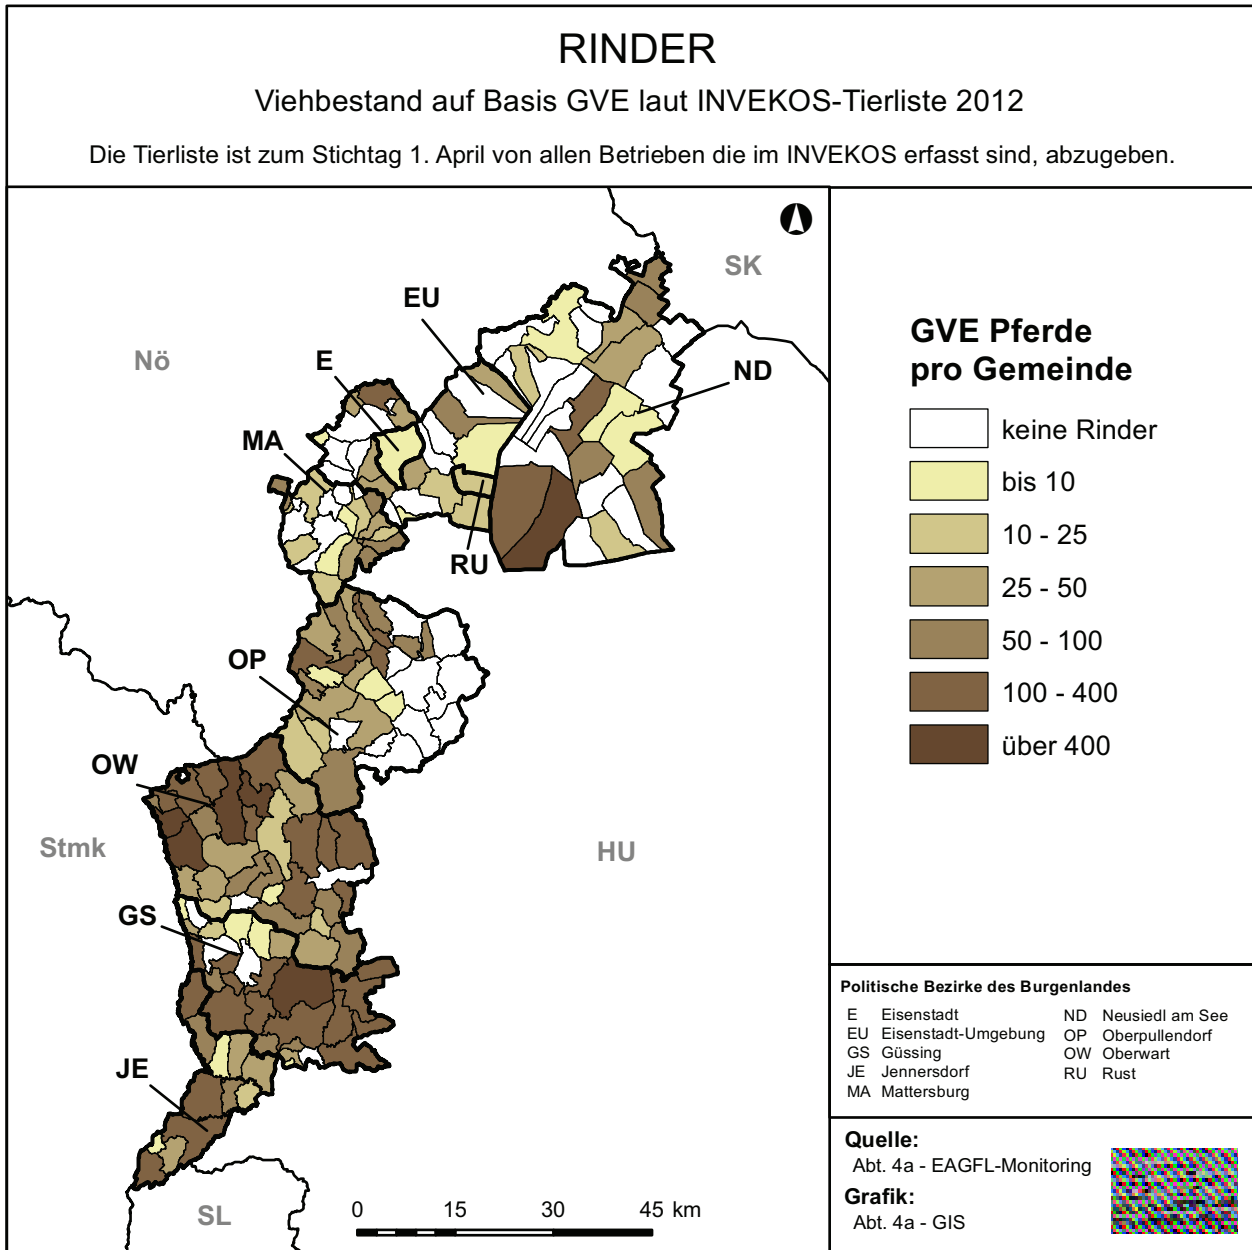 RINDER
Viehbestand auf Basis GVE laut INVEKOS-Tierliste 2012
Die Tierliste ist zum Stichtag 1. April von allen Betrieben die im INVEKOS erfasst sind, abzugeben.
SK
EU
Nö
E
ND
MA
RU
OP
OW
Stmk
HU
GS
JE
SL
0 15 30 45 km
GVE Pferde
pro Gemeinde
keine Rinder
bis 10
10 - 25
25 - 50
50 - 100
100 - 400
über 400
Politische Bezirke des Burgenlandes
E Eisenstadt
EU Eisenstadt-Umgebung
GS Güssing
JE Jennersdorf
MA Mattersburg
ND Neusiedl am See
OP Oberpullendorf
OW Oberwart
RU Rust
Quelle:
Abt. 4a - EAGFL-Monitoring
Grafik:
Abt. 4a - GIS